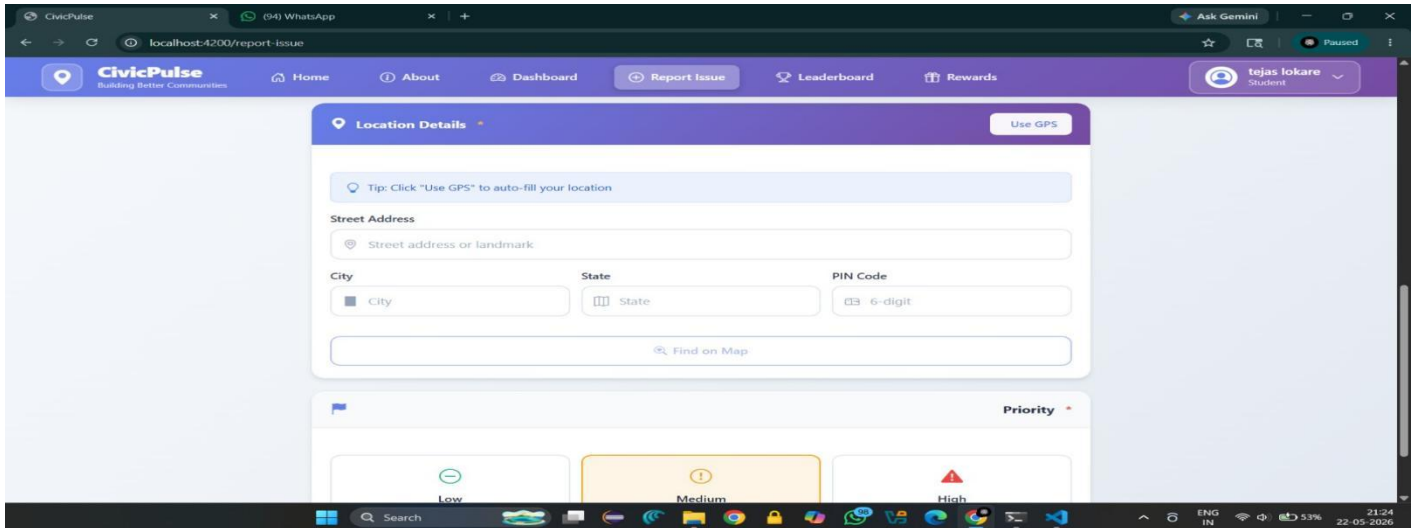 CivicPulse
(94) WhatsApp
Ask Gemini
localhost:4200/report-issue
Paused
CivicPulse
Building Better Communities
Home
About
Dashboard
Report Issue
Leaderboard
Rewards
tejas lokare
Student
Location Details *
Use GPS
Tip: Click "Use GPS" to auto-fill your location
Street Address
Street address or landmark
City
State
PIN Code
City
State
6-digit
Find on Map
Priority *
Low
Medium
High
Search
98
ENG
IN
53%
21:24
22-05-2026